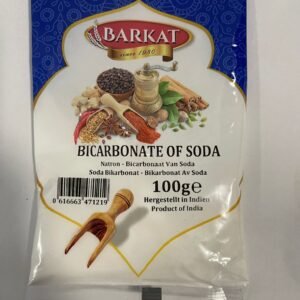 BARKAT
since 1980
BICARBONATE OF SODA
Natron - Bicarbonaat Van Soda
Soda Bikarbonat - Bikarbonat Av Soda
100g℮
Hergestellt in Indien
Product of India
0 616663 471219